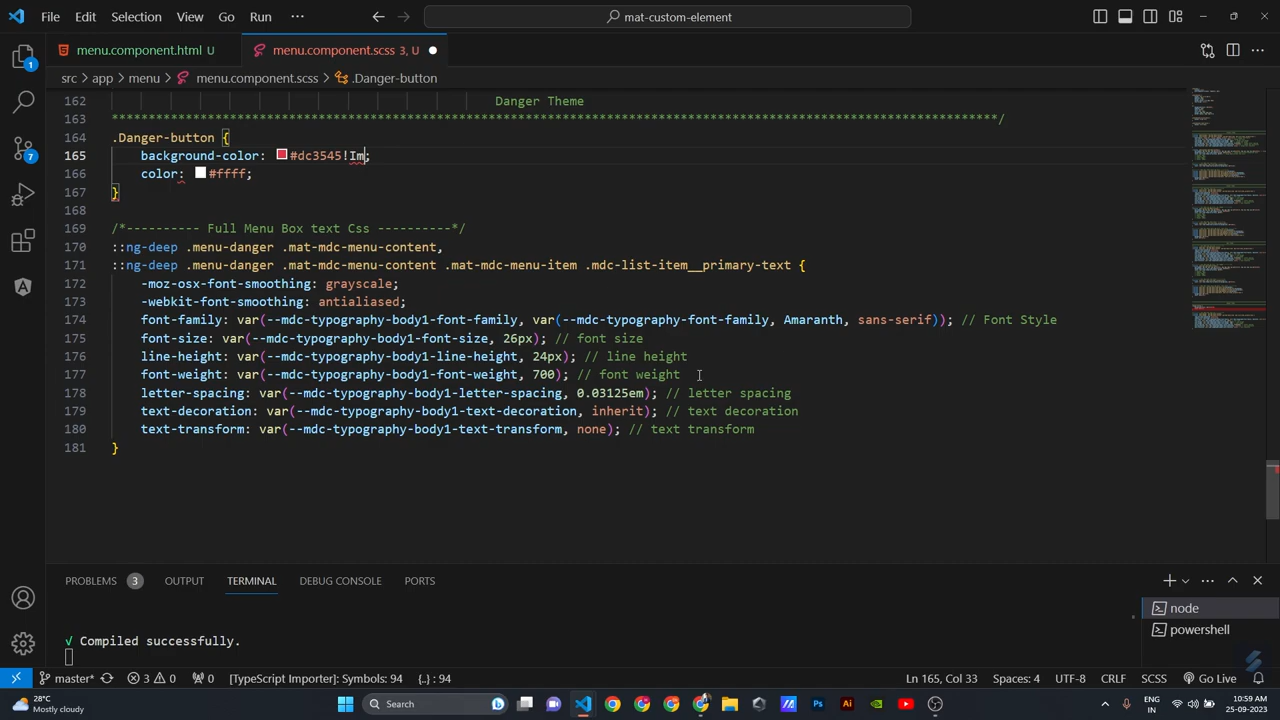 File Edit Selection View Go Run ··· mat-custom-element
menu.component.html U menu.component.scss 3, U
src > app > menu > menu.component.scss > .Danger-button
162 Danger Theme
163 ************************************************************************************************************************/
164 .Danger-button {
165 background-color: #dc3545!Im;
166 color: #ffff;
167 }
168
169 /*---------- Full Menu Box text Css ----------*/
170 ::ng-deep .menu-danger .mat-mdc-menu-content,
171 ::ng-deep .menu-danger .mat-mdc-menu-content .mat-mdc-menu-item .mdc-list-item__primary-text {
172 -moz-osx-font-smoothing: grayscale;
173 -webkit-font-smoothing: antialiased;
174 font-family: var(--mdc-typography-body1-font-family, var(--mdc-typography-font-family, Amaranth, sans-serif)); // Font Style
175 font-size: var(--mdc-typography-body1-font-size, 26px); // font size
176 line-height: var(--mdc-typography-body1-line-height, 24px); // line height
177 font-weight: var(--mdc-typography-body1-font-weight, 700); // font weight
178 letter-spacing: var(--mdc-typography-body1-letter-spacing, 0.03125em); // letter spacing
179 text-decoration: var(--mdc-typography-body1-text-decoration, inherit); // text decoration
180 text-transform: var(--mdc-typography-body1-text-transform, none); // text transform
181 }
PROBLEMS 3 OUTPUT TERMINAL DEBUG CONSOLE PORTS
node
powershell
√ Compiled successfully.
master* 3 0 0 [TypeScript Importer]: Symbols: 94 {..} : 94 Ln 165, Col 33 Spaces: 4 UTF-8 CRLF SCSS Go Live
28°C
Mostly cloudy
Search
ENG
IN
10:59 AM
25-09-2023